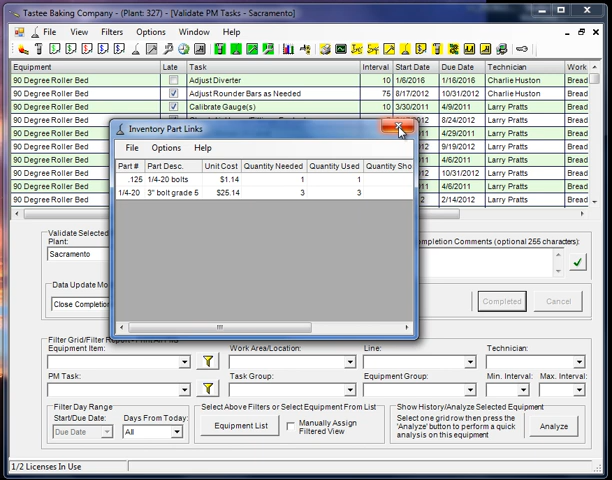 Tastee Baking Company - (Plant: 327) - [Validate PM Tasks - Sacramento]
File View Filters Options Window Help
Equipment Late Task Interval Start Date Due Date Technician Work
90 Degree Roller Bed Adjust Diverter 10 1/6/2016 1/16/2016 Charlie Huston Bread
90 Degree Roller Bed Adjust Rounder Bars as Needed 75 8/17/2012 10/31/2012 Charlie Huston Bread
90 Degree Roller Bed Calibrate Gauge(s) 10 3/30/2011 4/9/2011 Larry Pratts Bread
90 Degree Roller Bed 8/24/2012 Larry Pratts Bread
90 Degree Roller Bed 4/29/2011 Larry Pratts Bread
90 Degree Roller Bed 9/11/2012 Larry Pratts Bread
90 Degree Roller Bed 4/6/2011 Larry Pratts Bread
90 Degree Roller Bed 4/6/2011 Larry Pratts Bread
90 Degree Roller Bed 2/14/2012 Larry Pratts Bread
Inventory Part Links
File Options Help
Part # Part Desc. Unit Cost Quantity Needed Quantity Used Quantity Sho
.125 1/4-20 bolts $1.14 1 1
1/4-20 3" bolt grade 5 $25.14 3 3
Validate Selected
Plant:
Sacramento
ompletion Comments (optional 255 characters):
Data Update Mo
Close Completion
Completed Cancel
Filter Grid/Filter Report
Equipment Item: Work Area/Location: Line: Technician:
PM Task: Task Group: Equipment Group: Min. Interval: Max. Interval:
Filter Day Range
Start/Due Date: Days From Today:
Due Date All
Select Above Filters or Select Equipment From List
Equipment List Manually Assign
Filtered View
Show History/Analyze Selected Equipment
Select one grid row then press the
'Analyze' button to perform a quick
analysis on this equipment
Analyze
1/2 Licenses In Use